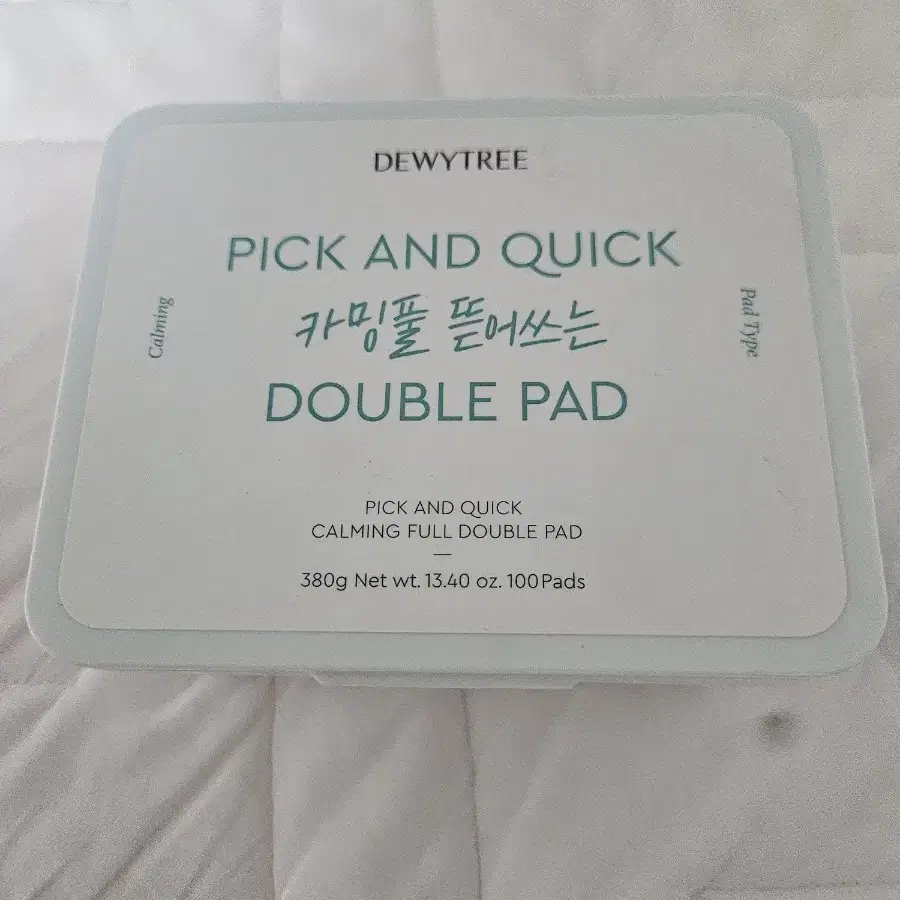 DEWYTREE
PICK AND QUICK
카밍풀 뜯어쓰는
DOUBLE PAD
Calming
Pad Type
PICK AND QUICK
CALMING FULL DOUBLE PAD
380g Net wt. 13.40 oz. 100Pads